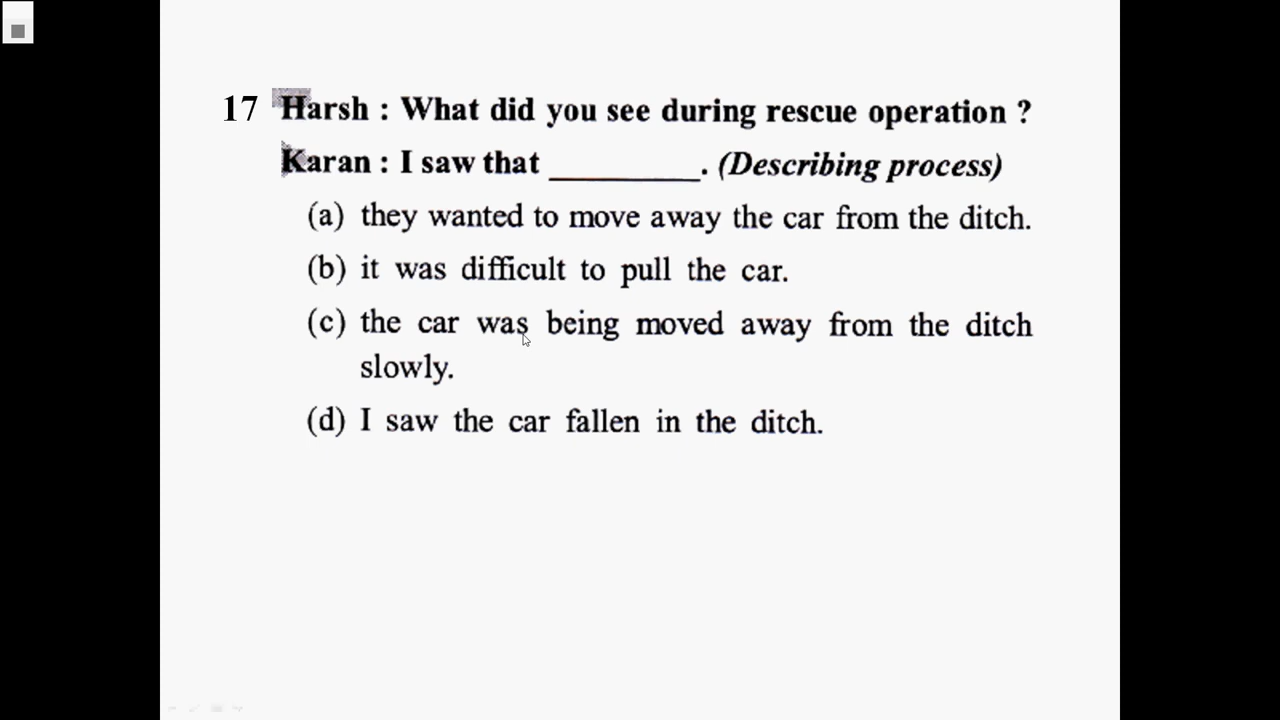 17 Harsh : What did you see during rescue operation ?
Karan : I saw that _________. (Describing process)
(a) they wanted to move away the car from the ditch.
(b) it was difficult to pull the car.
(c) the car was being moved away from the ditch
slowly.
(d) I saw the car fallen in the ditch.